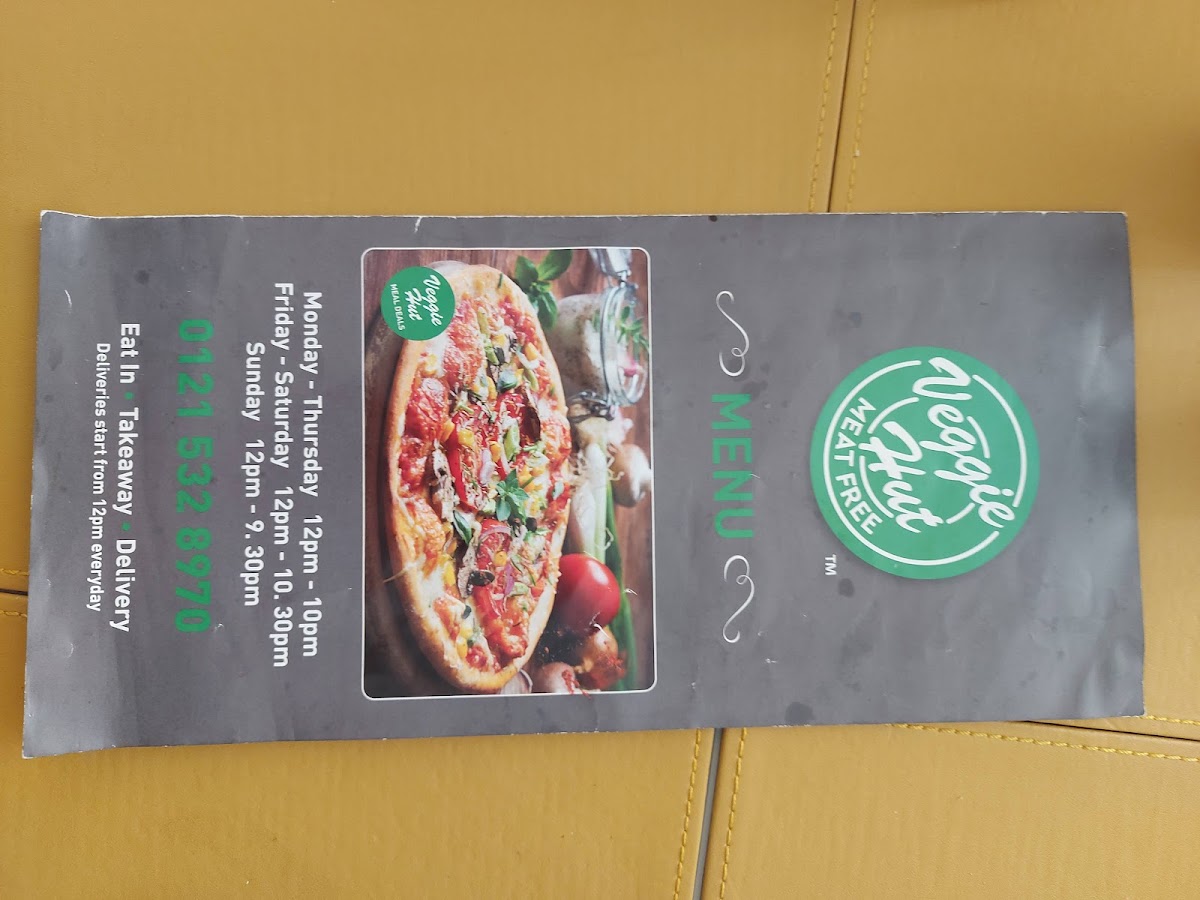 Veggie
Hut
MEAT FREE
TM
MENU
Veggie
Hut
MEAL DEALS
Monday - Thursday 12pm - 10pm
Friday - Saturday 12pm - 10. 30pm
Sunday 12pm - 9. 30pm
0121 532 8970
Eat In • Takeaway • Delivery
Deliveries start from 12pm everyday